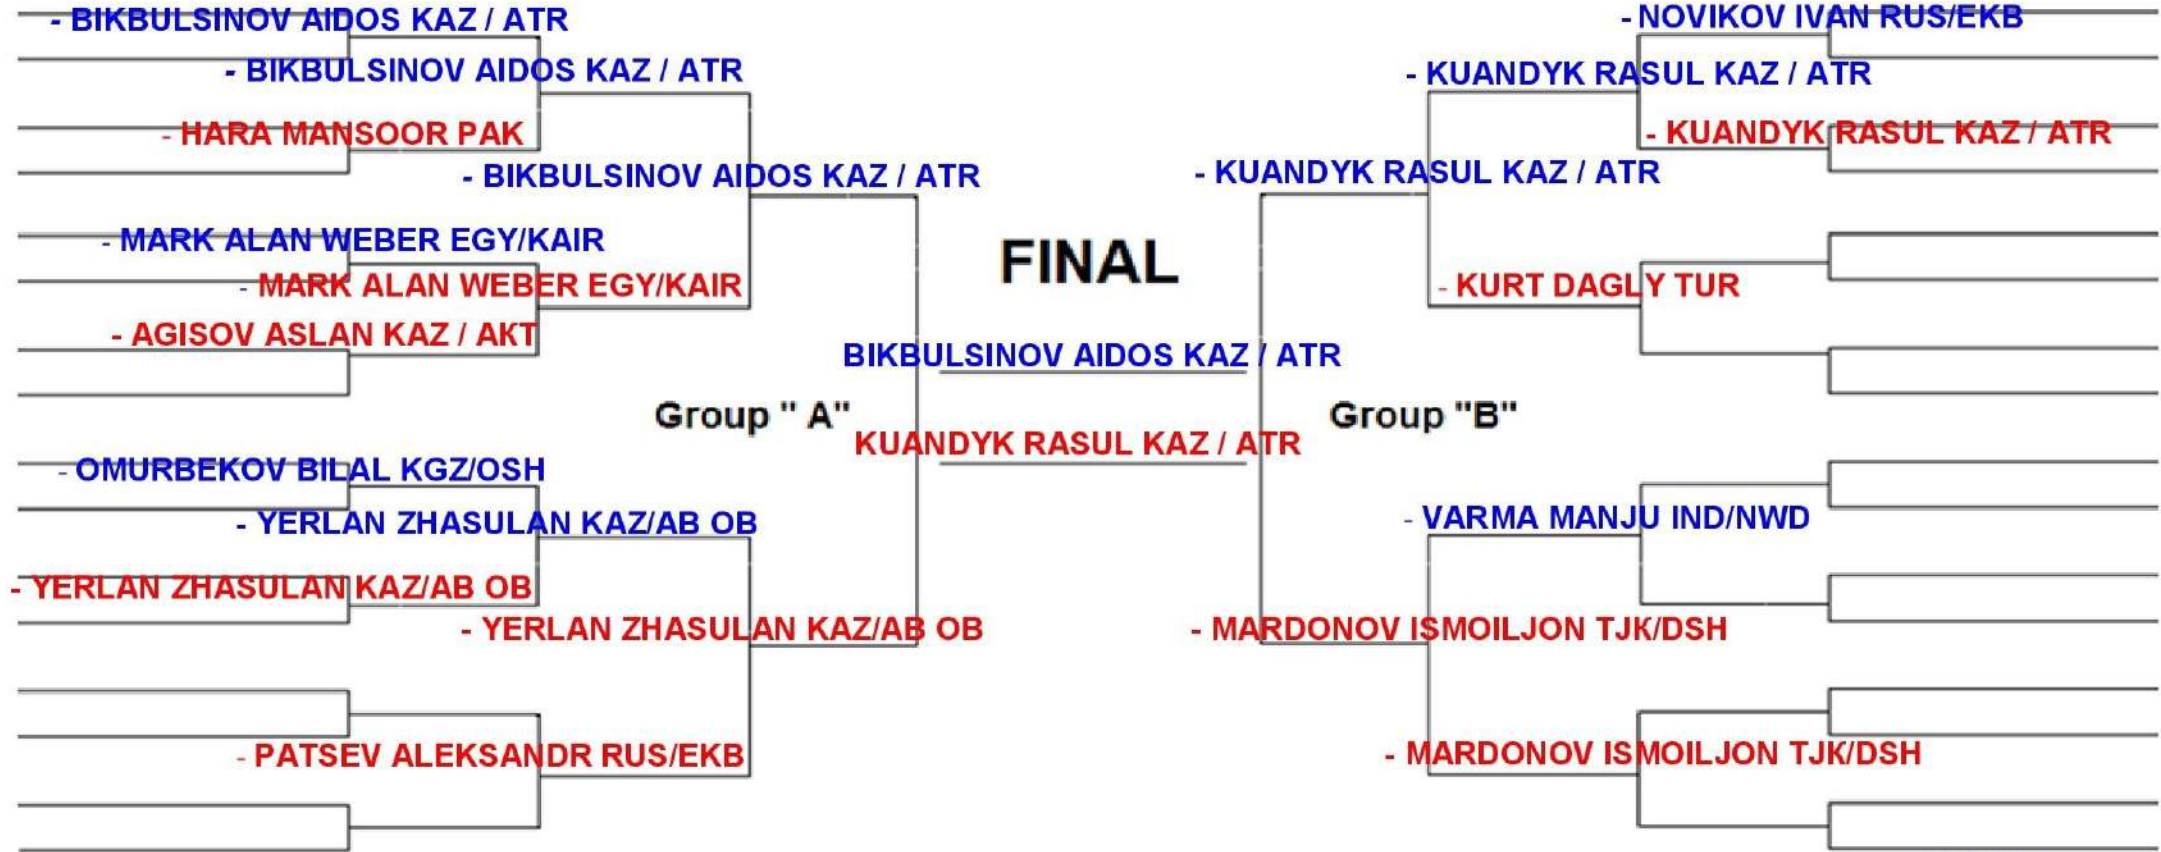 - BIKBULSINOV AIDOS KAZ / ATR
- BIKBULSINOV AIDOS KAZ / ATR
- HARA MANSOOR PAK
- BIKBULSINOV AIDOS KAZ / ATR
- MARK ALAN WEBER EGY/KAIR
- MARK ALAN WEBER EGY/KAIR
- AGISOV ASLAN KAZ / AKT
Group " A"
- OMURBEKOV BILAL KGZ/OSH
- YERLAN ZHASULAN KAZ/AB OB
- YERLAN ZHASULAN KAZ/AB OB
- YERLAN ZHASULAN KAZ/AB OB
- PATSEV ALEKSANDR RUS/EKB
FINAL
BIKBULSINOV AIDOS KAZ / ATR
KUANDYK RASUL KAZ / ATR
- NOVIKOV IVAN RUS/EKB
- KUANDYK RASUL KAZ / ATR
- KUANDYK RASUL KAZ / ATR
- KUANDYK RASUL KAZ / ATR
- KURT DAGLY TUR
Group "B"
- VARMA MANJU IND/NWD
- MARDONOV ISMOILJON TJK/DSH
- MARDONOV ISMOILJON TJK/DSH